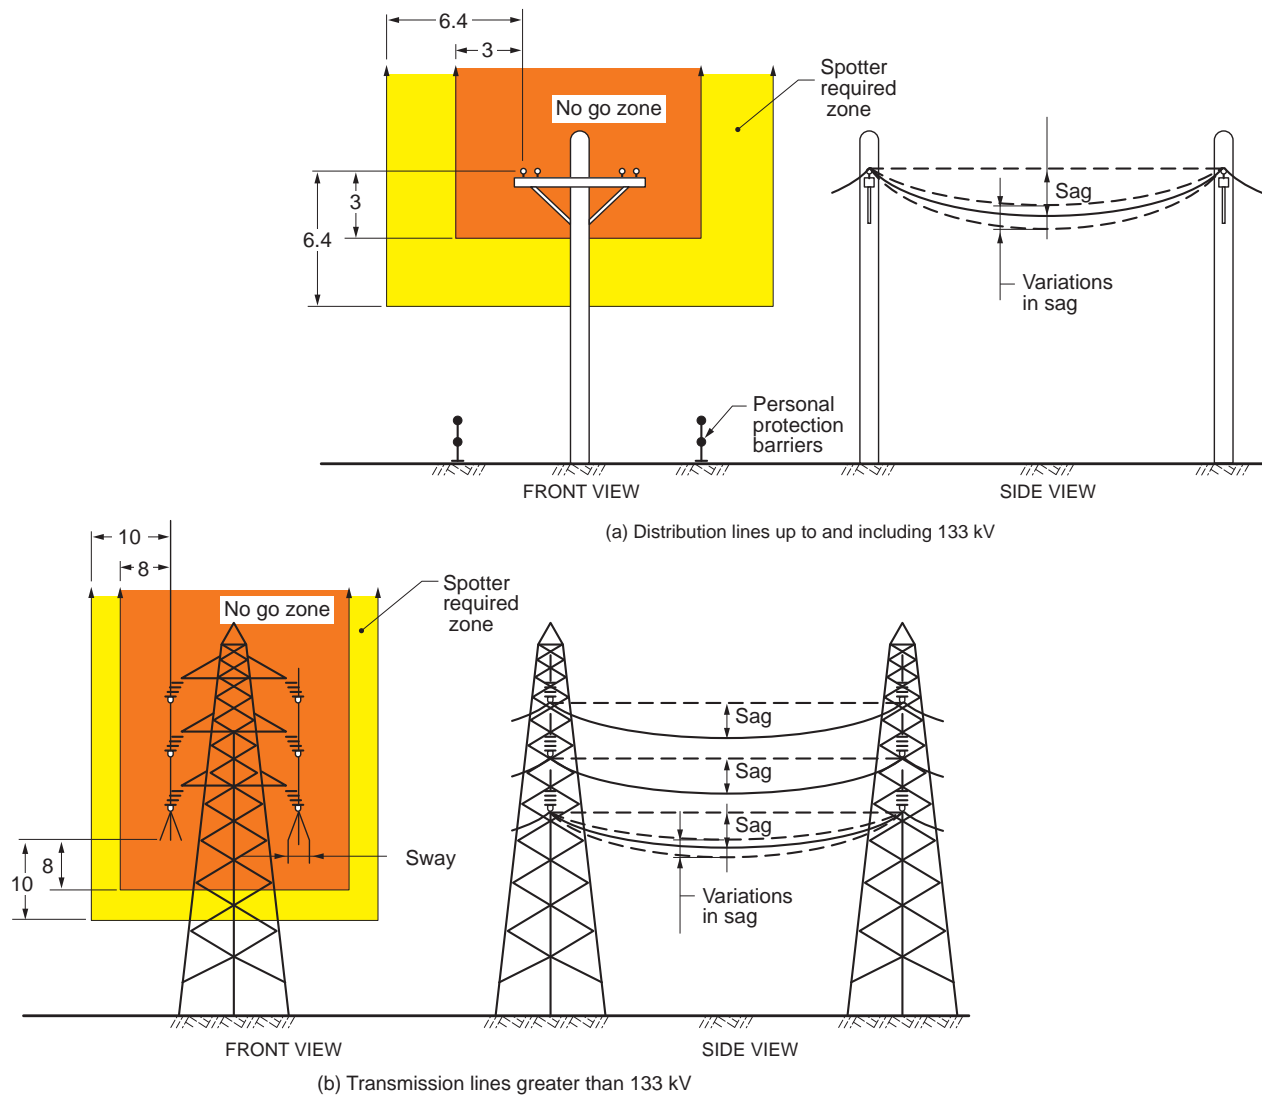 6.4
3
No go zone
Spotter
required
zone
3
6.4
Sag
Variations
in sag
Personal
protection
barriers
FRONT VIEW
SIDE VIEW
(a) Distribution lines up to and including 133 kV
10
8
No go zone
Spotter
required
zone
Sag
Sag
Sag
8
10
Sway
Variations
in sag
FRONT VIEW
SIDE VIEW
(b) Transmission lines greater than 133 kV